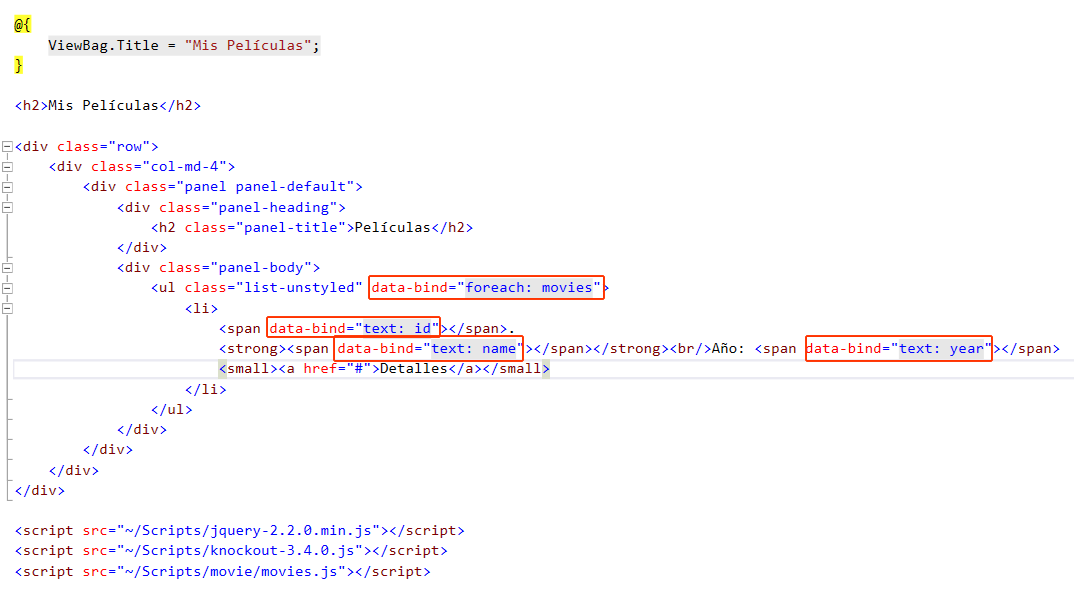 @{
    ViewBag.Title = "Mis Películas";
}
<h2>Mis Películas</h2>
<div class="row">
    <div class="col-md-4">
        <div class="panel panel-default">
            <div class="panel-heading">
                <h2 class="panel-title">Películas</h2>
            </div>
            <div class="panel-body">
                <ul class="list-unstyled" data-bind="foreach: movies">
                    <li>
                        <span data-bind="text: id"></span>.
                        <strong><span data-bind="text: name"></span></strong><br/>Año: <span data-bind="text: year"></span>
                        <small><a href="#">Detalles</a></small>
                    </li>
                </ul>
            </div>
        </div>
    </div>
</div>
<script src="~/Scripts/jquery-2.2.0.min.js"></script>
<script src="~/Scripts/knockout-3.4.0.js"></script>
<script src="~/Scripts/movie/movies.js"></script>